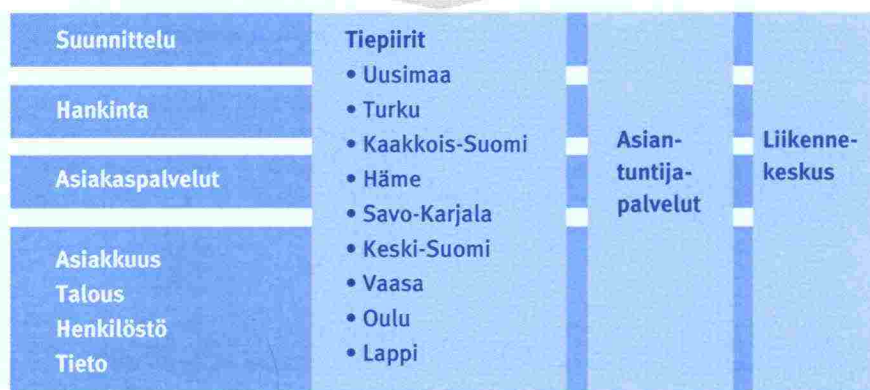 Suunnittelu
Hankinta
Asiakaspalvelut
Asiakkuus
Talous
Henkilöstö
Tieto
Tiepiirit
• Uusimaa
• Turku
• Kaakkois-Suomi
• Häme
• Savo-Karjala
• Keski-Suomi
• Vaasa
• Oulu
• Lappi
Asian-
tuntija-
palvelut
Liikenne-
keskus